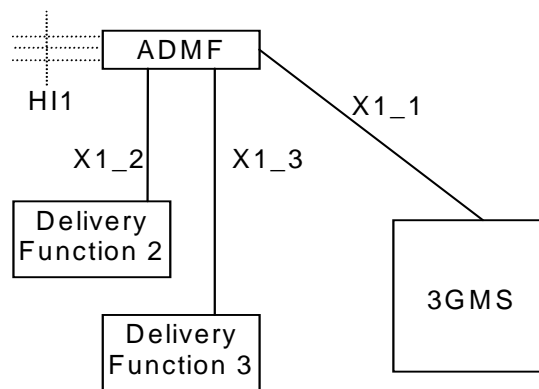 ADMF
HI1
X1_1
X1_2
X1_3
Delivery
Function 2
3GMS
Delivery
Function 3